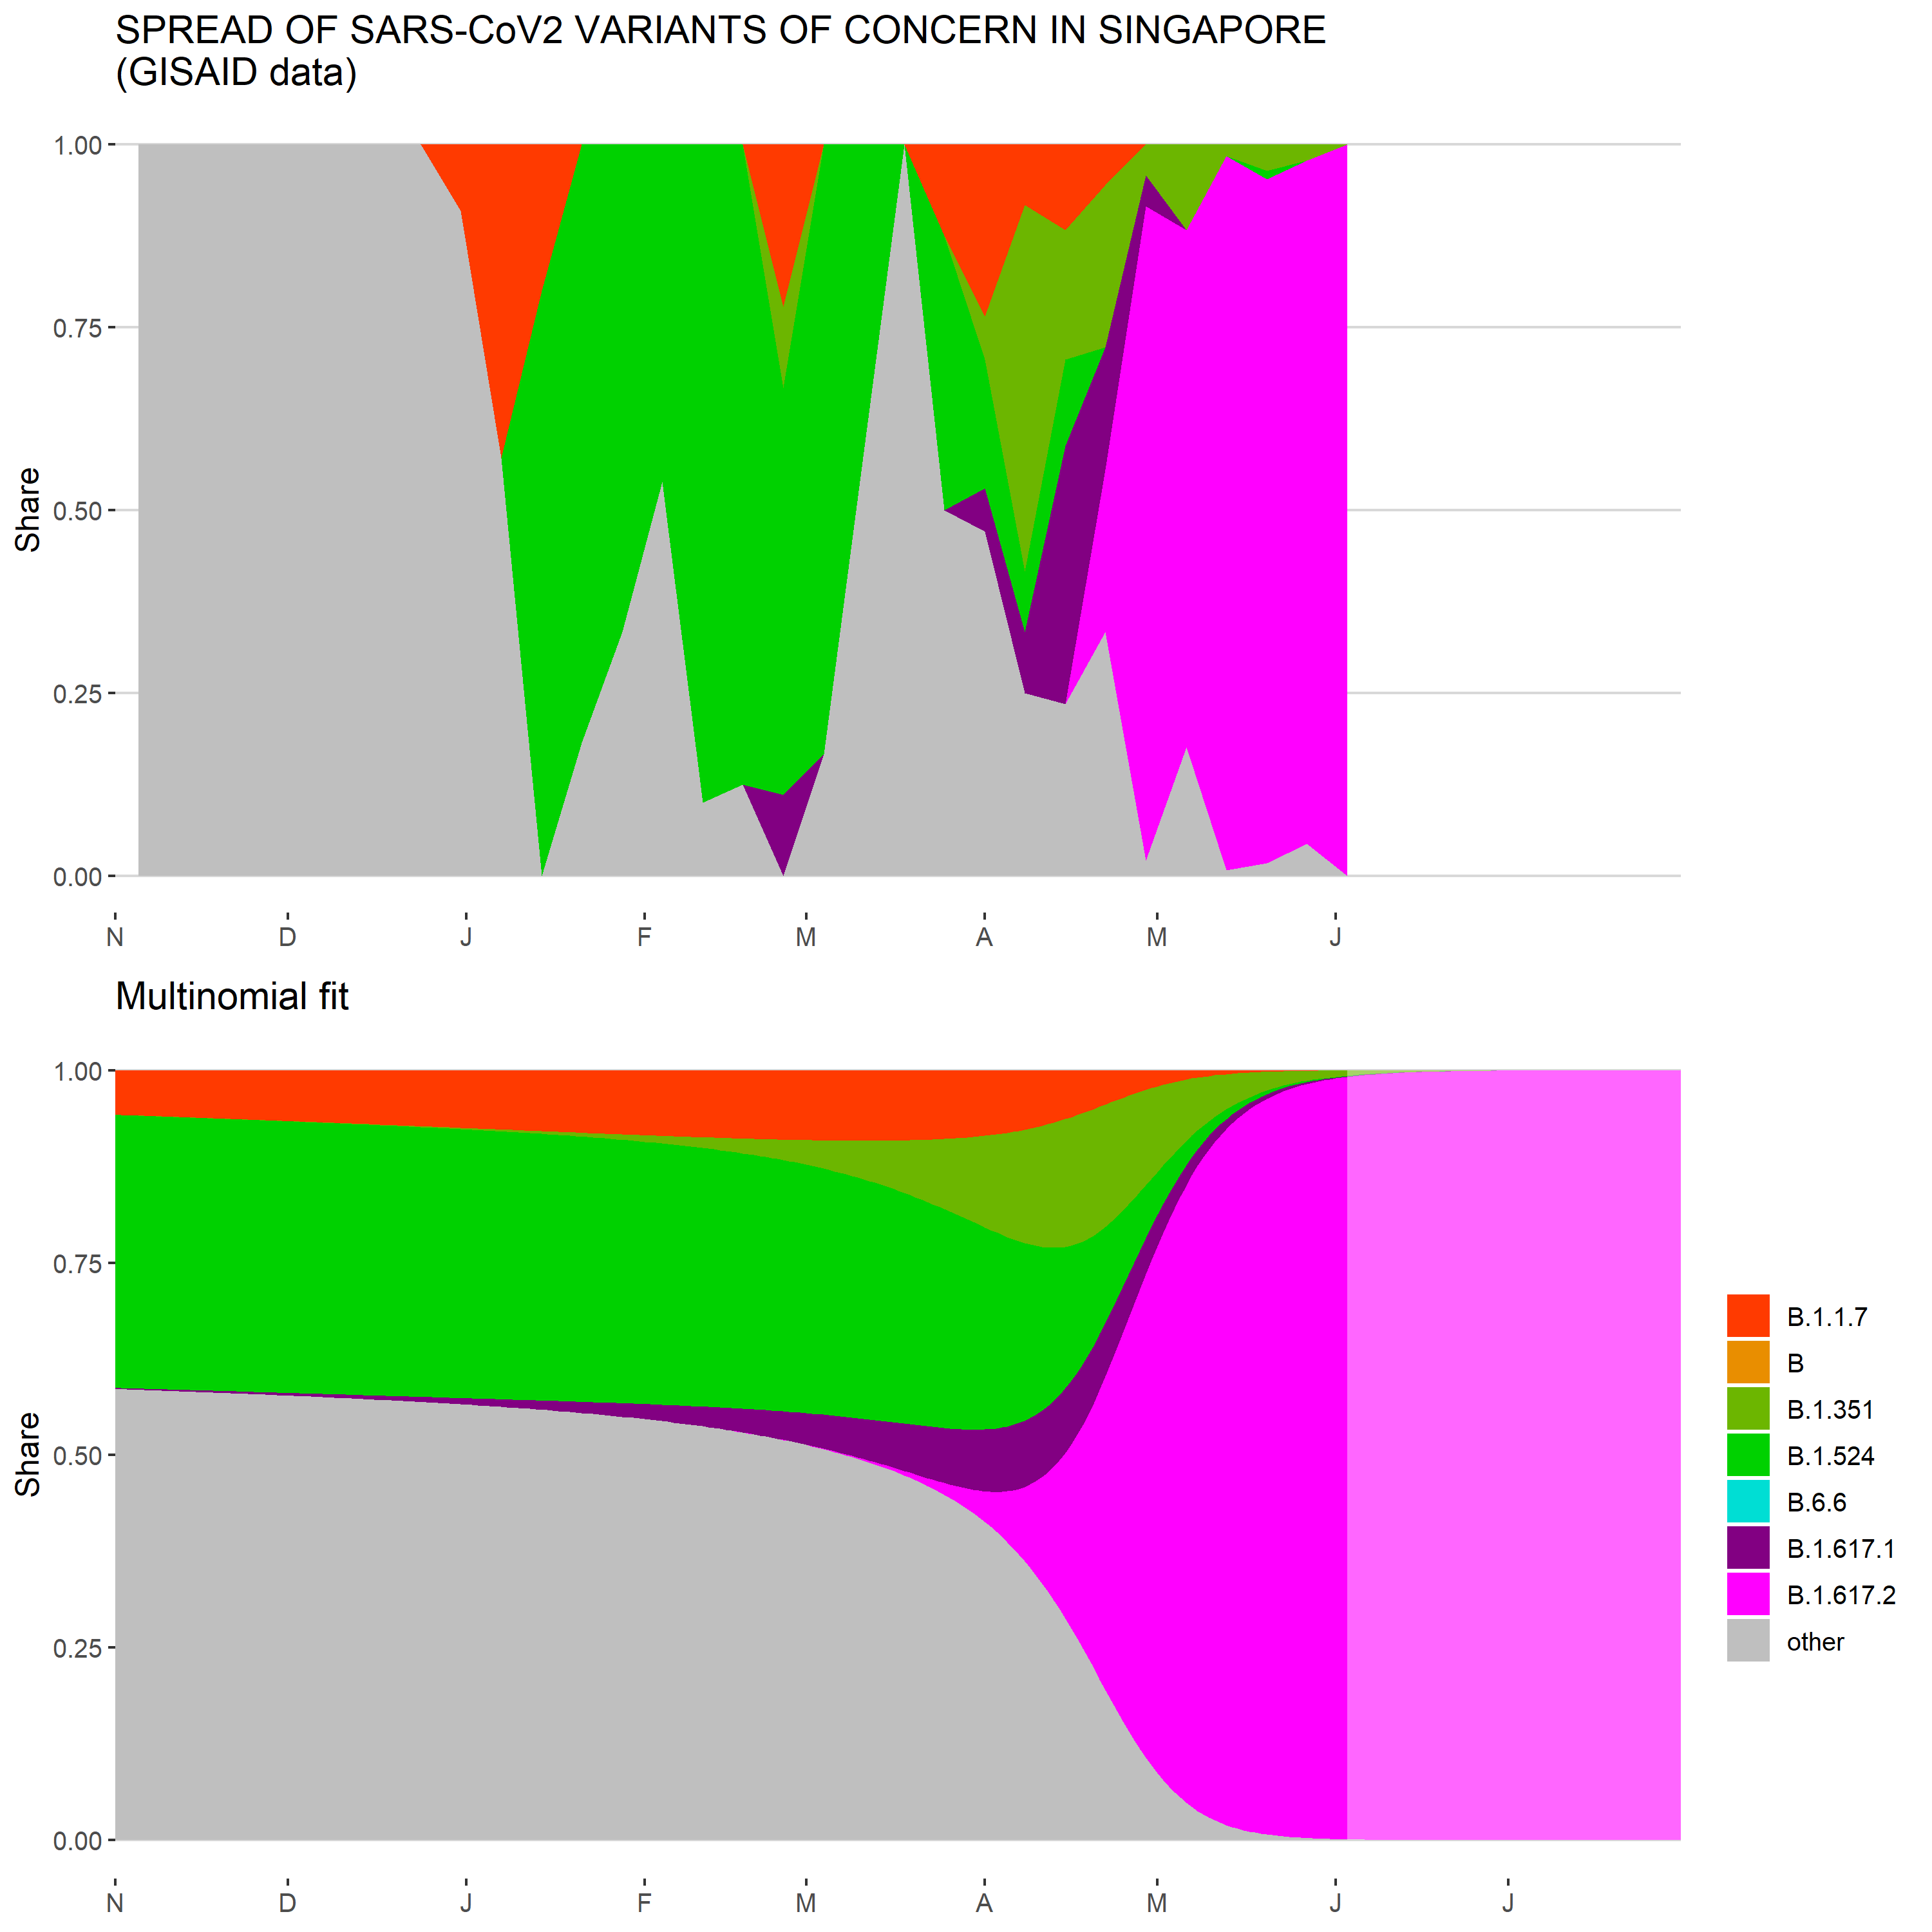 SPREAD OF SARS-CoV2 VARIANTS OF CONCERN IN SINGAPORE
(GISAID data)
1.00
0.75
0.50
0.25
0.00
Share
N D J F M A M J
Multinomial fit
1.00
0.75
0.50
0.25
0.00
Share
N D J F M A M J J
B.1.1.7
B
B.1.351
B.1.524
B.6.6
B.1.617.1
B.1.617.2
other